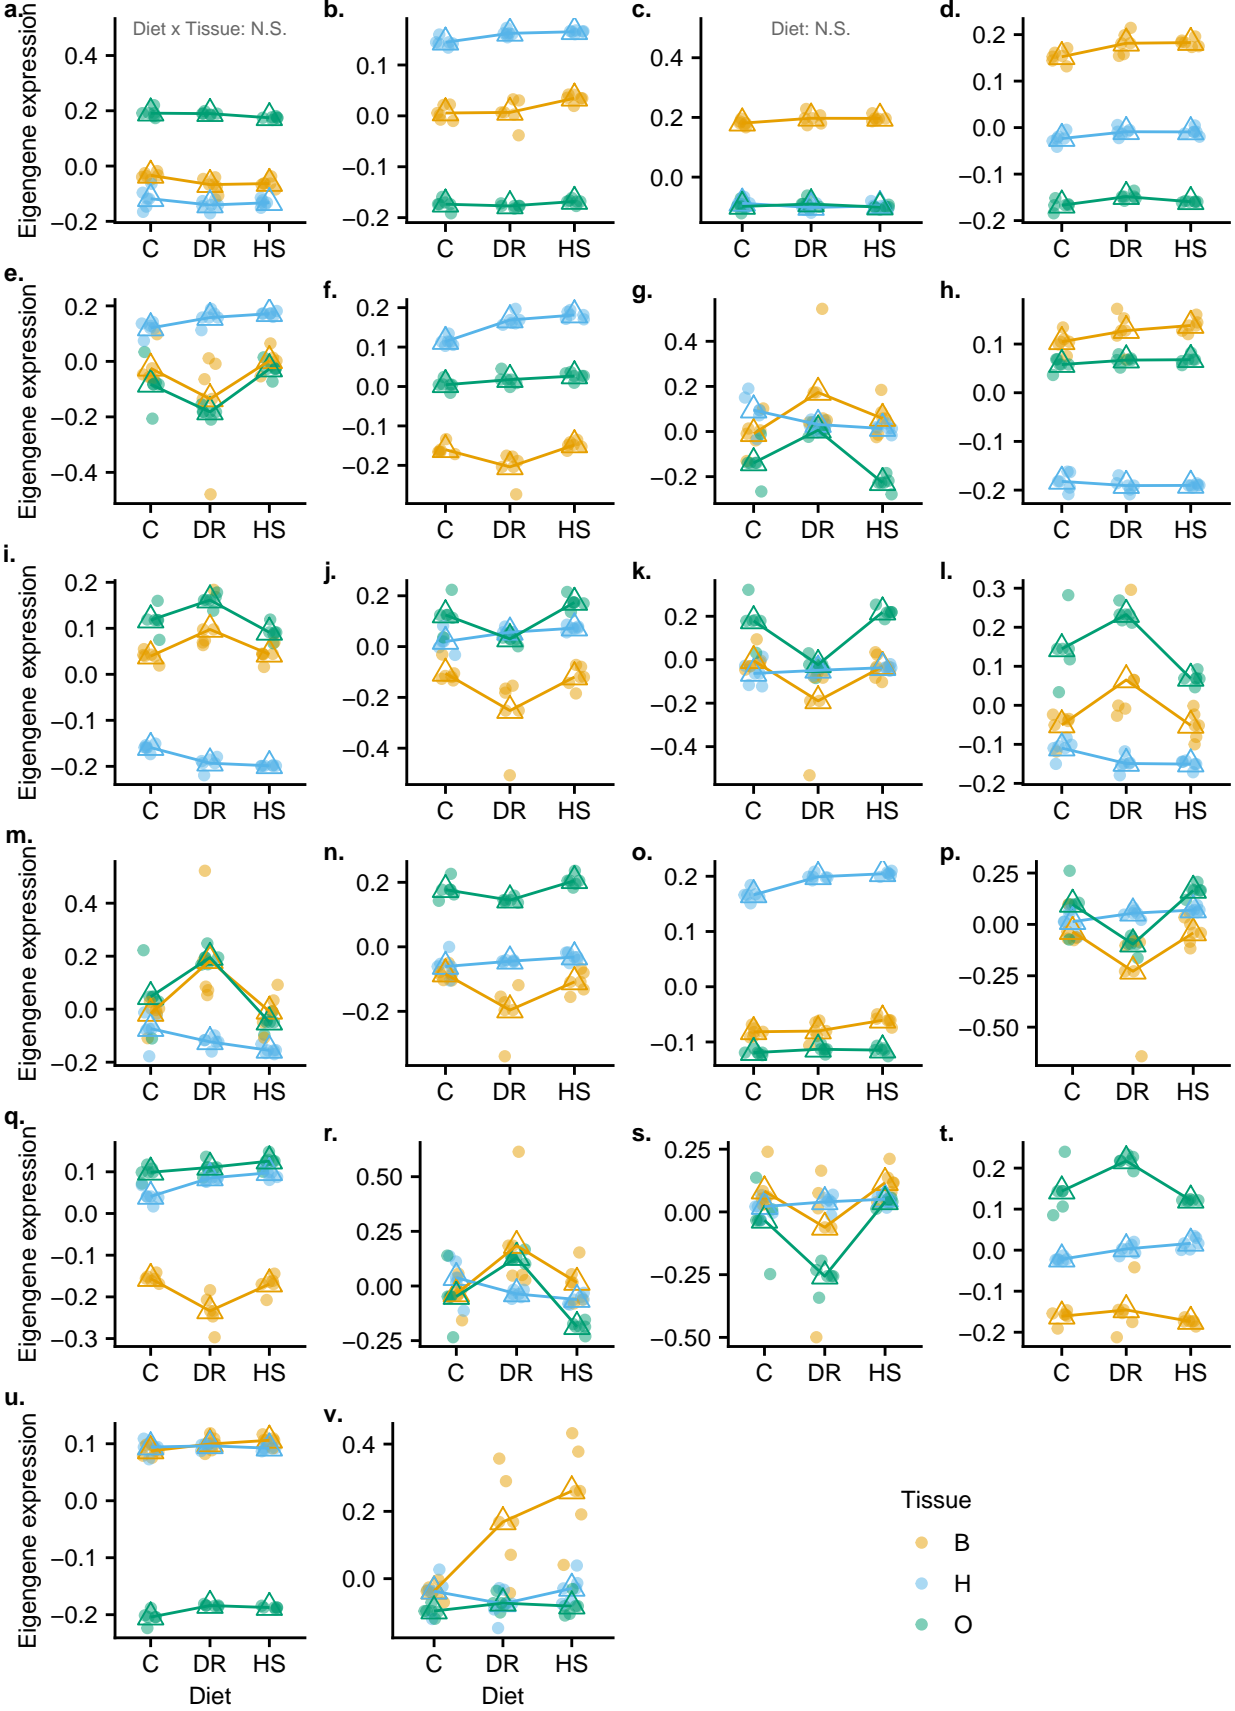 a. b. c. d.
Diet x Tissue: N.S. Diet: N.S.
Eigengene expression
0.4 0.2 0.0 −0.2
0.1 0.0 −0.1 −0.2
0.4 0.2 0.0
0.2 0.1 0.0 −0.1 −0.2
C DR HS C DR HS C DR HS C DR HS
e. f. g. h.
Eigengene expression
0.2 0.0 −0.2 −0.4
0.2 0.1 0.0 −0.1 −0.2
0.4 0.2 0.0 −0.2
0.1 0.0 −0.1 −0.2
C DR HS C DR HS C DR HS C DR HS
i. j. k. l.
Eigengene expression
0.2 0.1 0.0 −0.1 −0.2
0.2 0.0 −0.2 −0.4
0.2 0.0 −0.2 −0.4
0.3 0.2 0.1 0.0 −0.1 −0.2
C DR HS C DR HS C DR HS C DR HS
m. n. o. p.
Eigengene expression
0.4 0.2 0.0 −0.2
0.2 0.0 −0.2
0.2 0.1 0.0 −0.1
0.25 0.00 −0.25 −0.50
C DR HS C DR HS C DR HS C DR HS
q. r. s. t.
Eigengene expression
0.1 0.0 −0.1 −0.2 −0.3
0.50 0.25 0.00 −0.25
0.25 0.00 −0.25 −0.50
0.2 0.1 0.0 −0.1 −0.2
C DR HS C DR HS C DR HS C DR HS
u. v.
Eigengene expression
0.1 0.0 −0.1 −0.2
0.4 0.2 0.0
C DR HS C DR HS
Diet Diet
Tissue
B
H
O